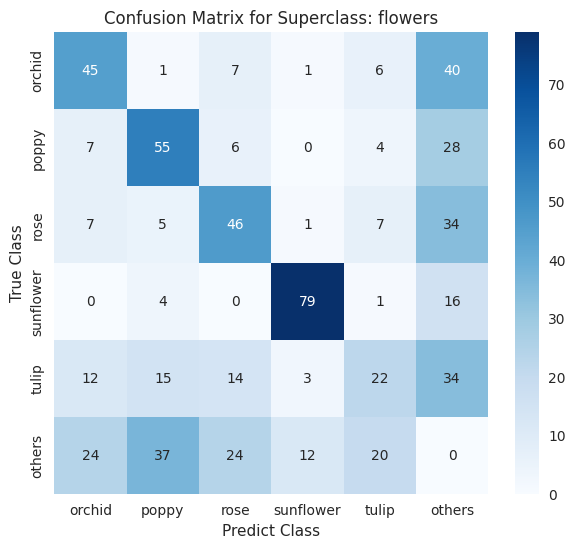 Confusion Matrix for Superclass: flowers
True Class
orchid 45 1 7 1 6 40
poppy 7 55 6 0 4 28
rose 7 5 46 1 7 34
sunflower 0 4 0 79 1 16
tulip 12 15 14 3 22 34
others 24 37 24 12 20 0
orchid poppy rose sunflower tulip others
Predict Class
70
60
50
40
30
20
10
0